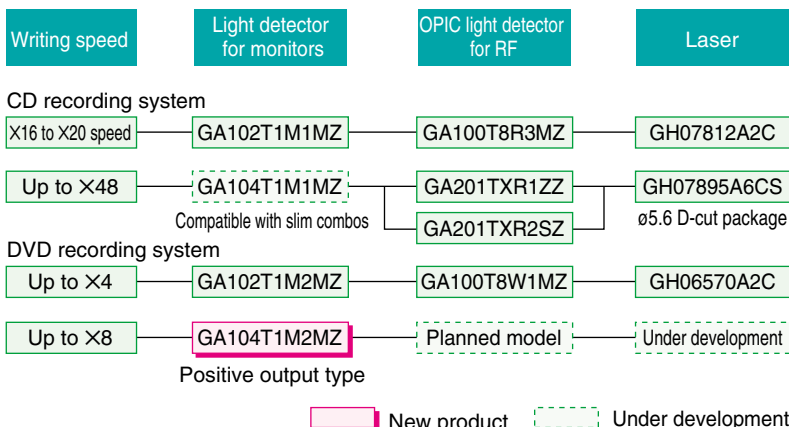 Writing speed
Light detector
for monitors
OPIC light detector
for RF
Laser
CD recording system
X16 to X20 speed
GA102T1M1MZ
GA100T8R3MZ
GH07812A2C
Up to X48
GA104T1M1MZ
GA201TXR1ZZ
GH07895A6CS
Compatible with slim combos
GA201TXR2SZ
ø5.6 D-cut package
DVD recording system
Up to X4
GA102T1M2MZ
GA100T8W1MZ
GH06570A2C
Up to X8
GA104T1M2MZ
Planned model
Under development
Positive output type
New product
Under development